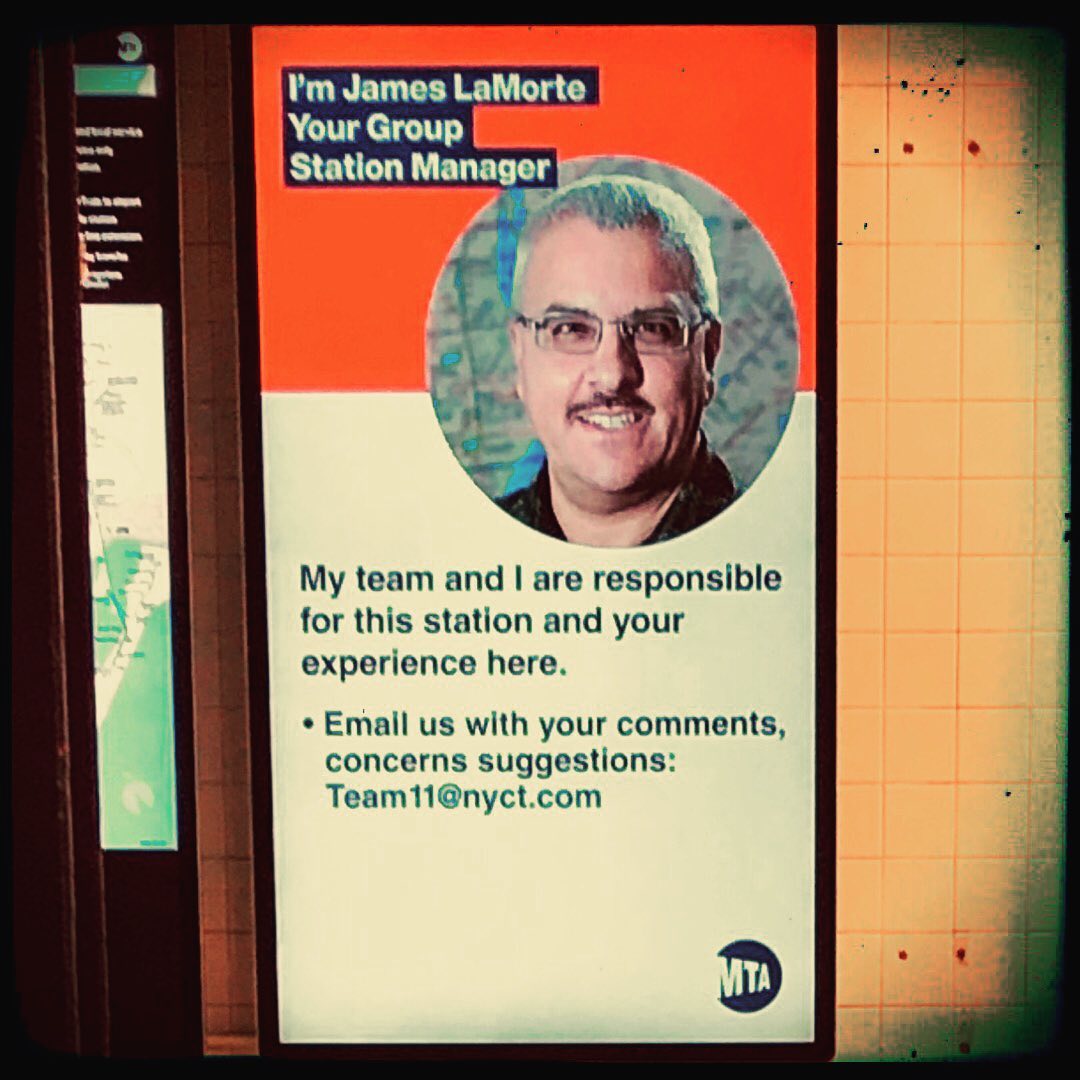 I'm James LaMorte
Your Group
Station Manager
My team and I are responsible
for this station and your
experience here.
• Email us with your comments,
concerns suggestions:
Team11@nyct.com
MTA